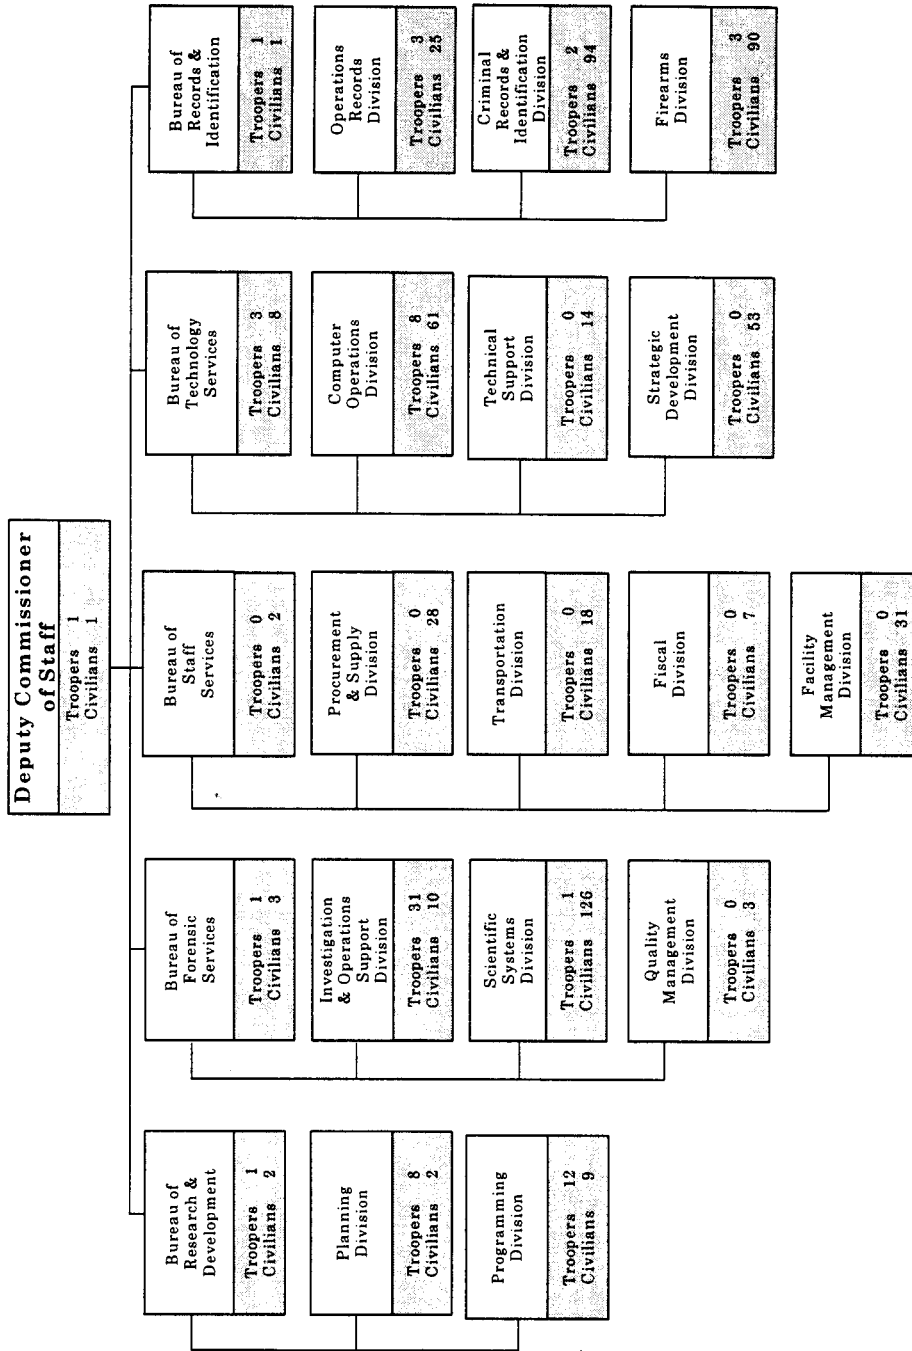 Deputy Commissioner
of Staff
Troopers 1
Civilians 1
Bureau of
Research &
Development
Troopers 1
Civilians 2
Planning
Division
Troopers 8
Civilians 2
Programming
Division
Troopers 12
Civilians 9
Bureau of
Forensic
Services
Troopers 1
Civilians 3
Investigation
& Operations
Support
Division
Troopers 31
Civilians 10
Scientific
Systems
Division
Troopers 1
Civilians 126
Quality
Management
Division
Troopers 0
Civilians 3
Bureau of
Staff
Services
Troopers 0
Civilians 2
Procurement
& Supply
Division
Troopers 0
Civilians 28
Transportation
Division
Troopers 0
Civilians 18
Fiscal
Division
Troopers 0
Civilians 7
Facility
Management
Division
Troopers 0
Civilians 31
Bureau of
Technology
Services
Troopers 3
Civilians 8
Computer
Operations
Division
Troopers 8
Civilians 61
Technical
Support
Division
Troopers 0
Civilians 14
Strategic
Development
Division
Troopers 0
Civilians 53
Bureau of
Records &
Identification
Troopers 1
Civilians 1
Operations
Records
Division
Troopers 3
Civilians 25
Criminal
Records &
Identification
Division
Troopers 2
Civilians 94
Firearms
Division
Troopers 3
Civilians 90